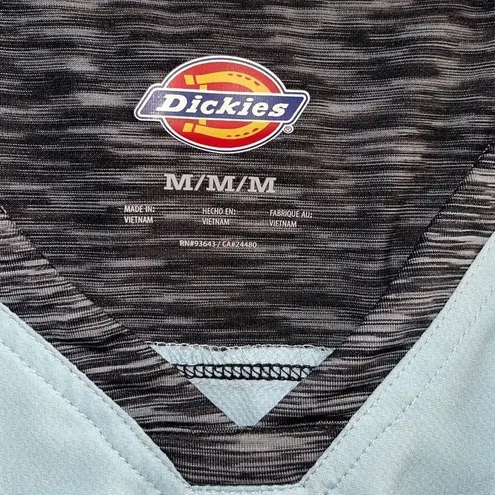 Dickies
®
M/M/M
MADE IN: HECHO EN: FABRIQUE AU:
VIETNAM VIETNAM VIETNAM
RN#93643 / CA#24480